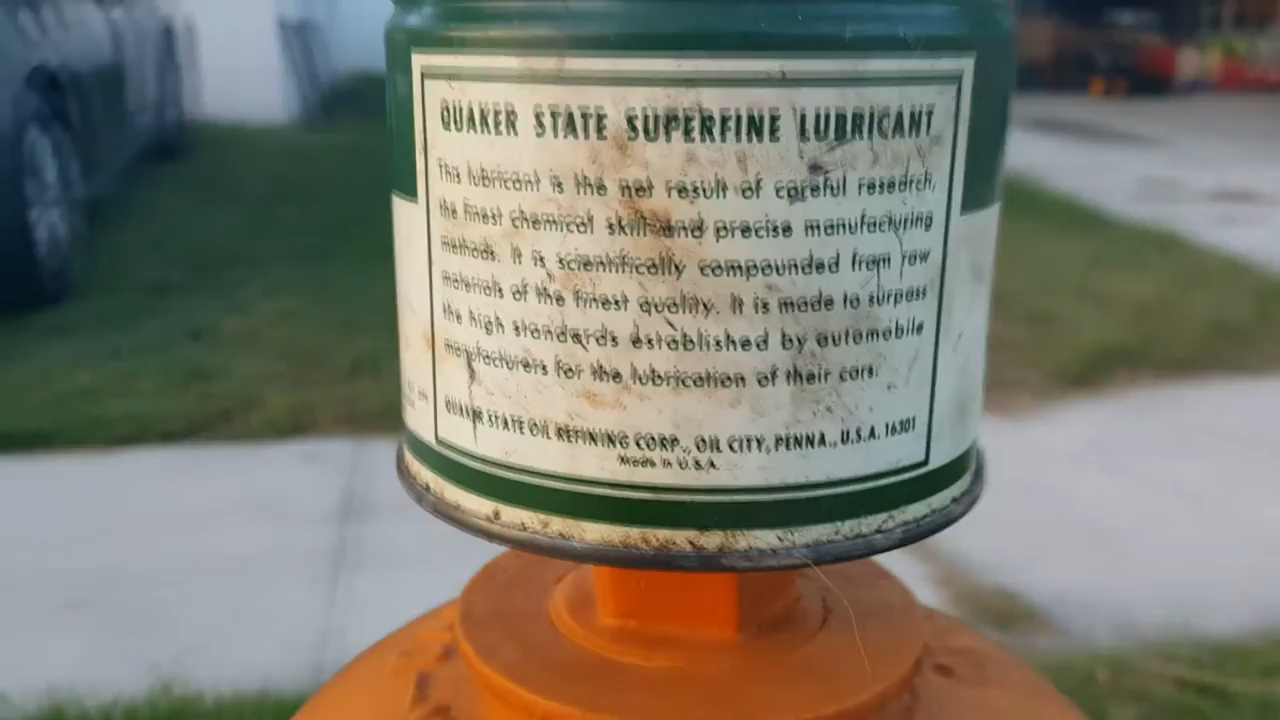 QUAKER STATE SUPERFINE LUBRICANT
This lubricant is the net result of careful research,
the finest chemical skill and precise manufacturing
methods. It is scientifically compounded from raw
materials of the finest quality. It is made to surpass
the high standards established by automobile
manufacturers for the lubrication of their cars.
QUAKER STATE OIL REFINING CORP., OIL CITY, PENNA., U.S.A. 16301
Made in U.S.A.